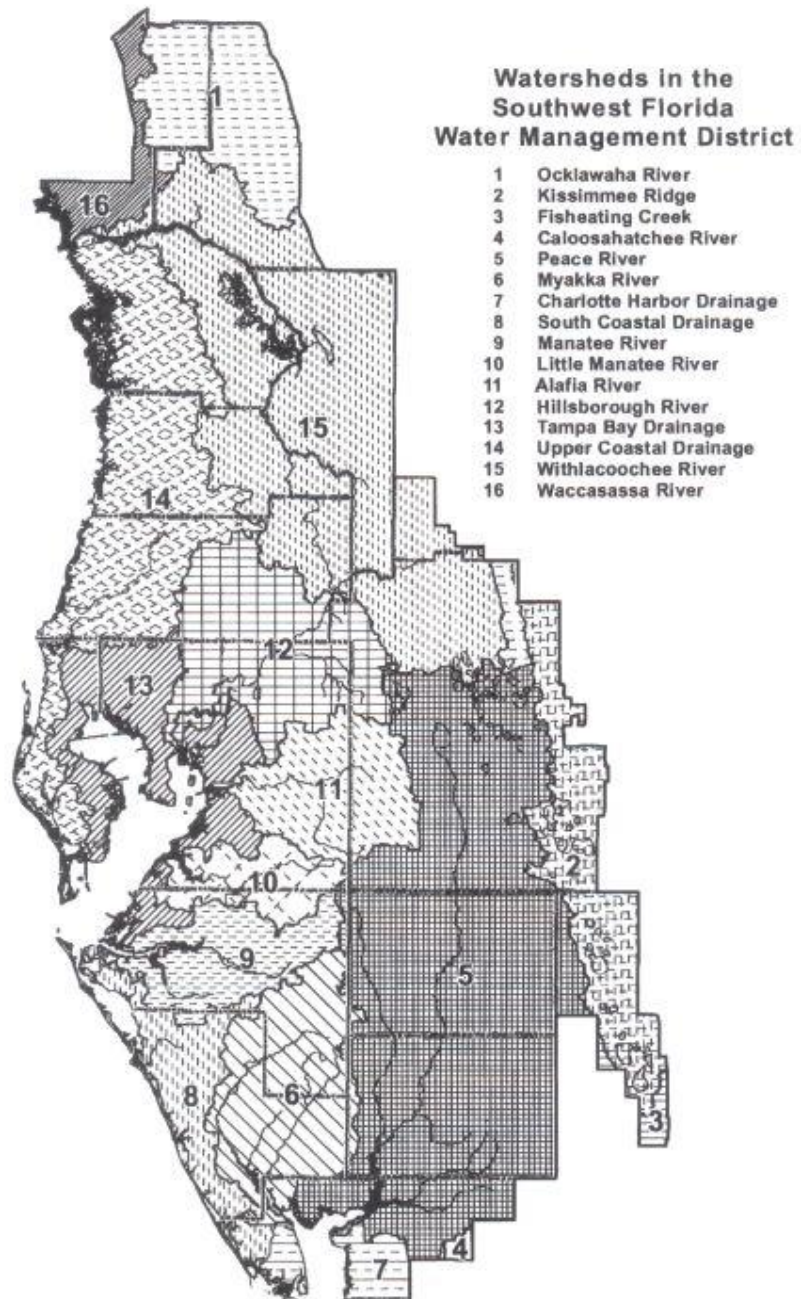 Watersheds in the
Southwest Florida
Water Management District
1 Ocklawaha River
2 Kissimmee Ridge
3 Fisheating Creek
4 Caloosahatchee River
5 Peace River
6 Myakka River
7 Charlotte Harbor Drainage
8 South Coastal Drainage
9 Manatee River
10 Little Manatee River
11 Alafia River
12 Hillsborough River
13 Tampa Bay Drainage
14 Upper Coastal Drainage
15 Withlacoochee River
16 Waccasassa River
1
16
15
14
12
13
11
2
10
5
9
6
8
3
4
7